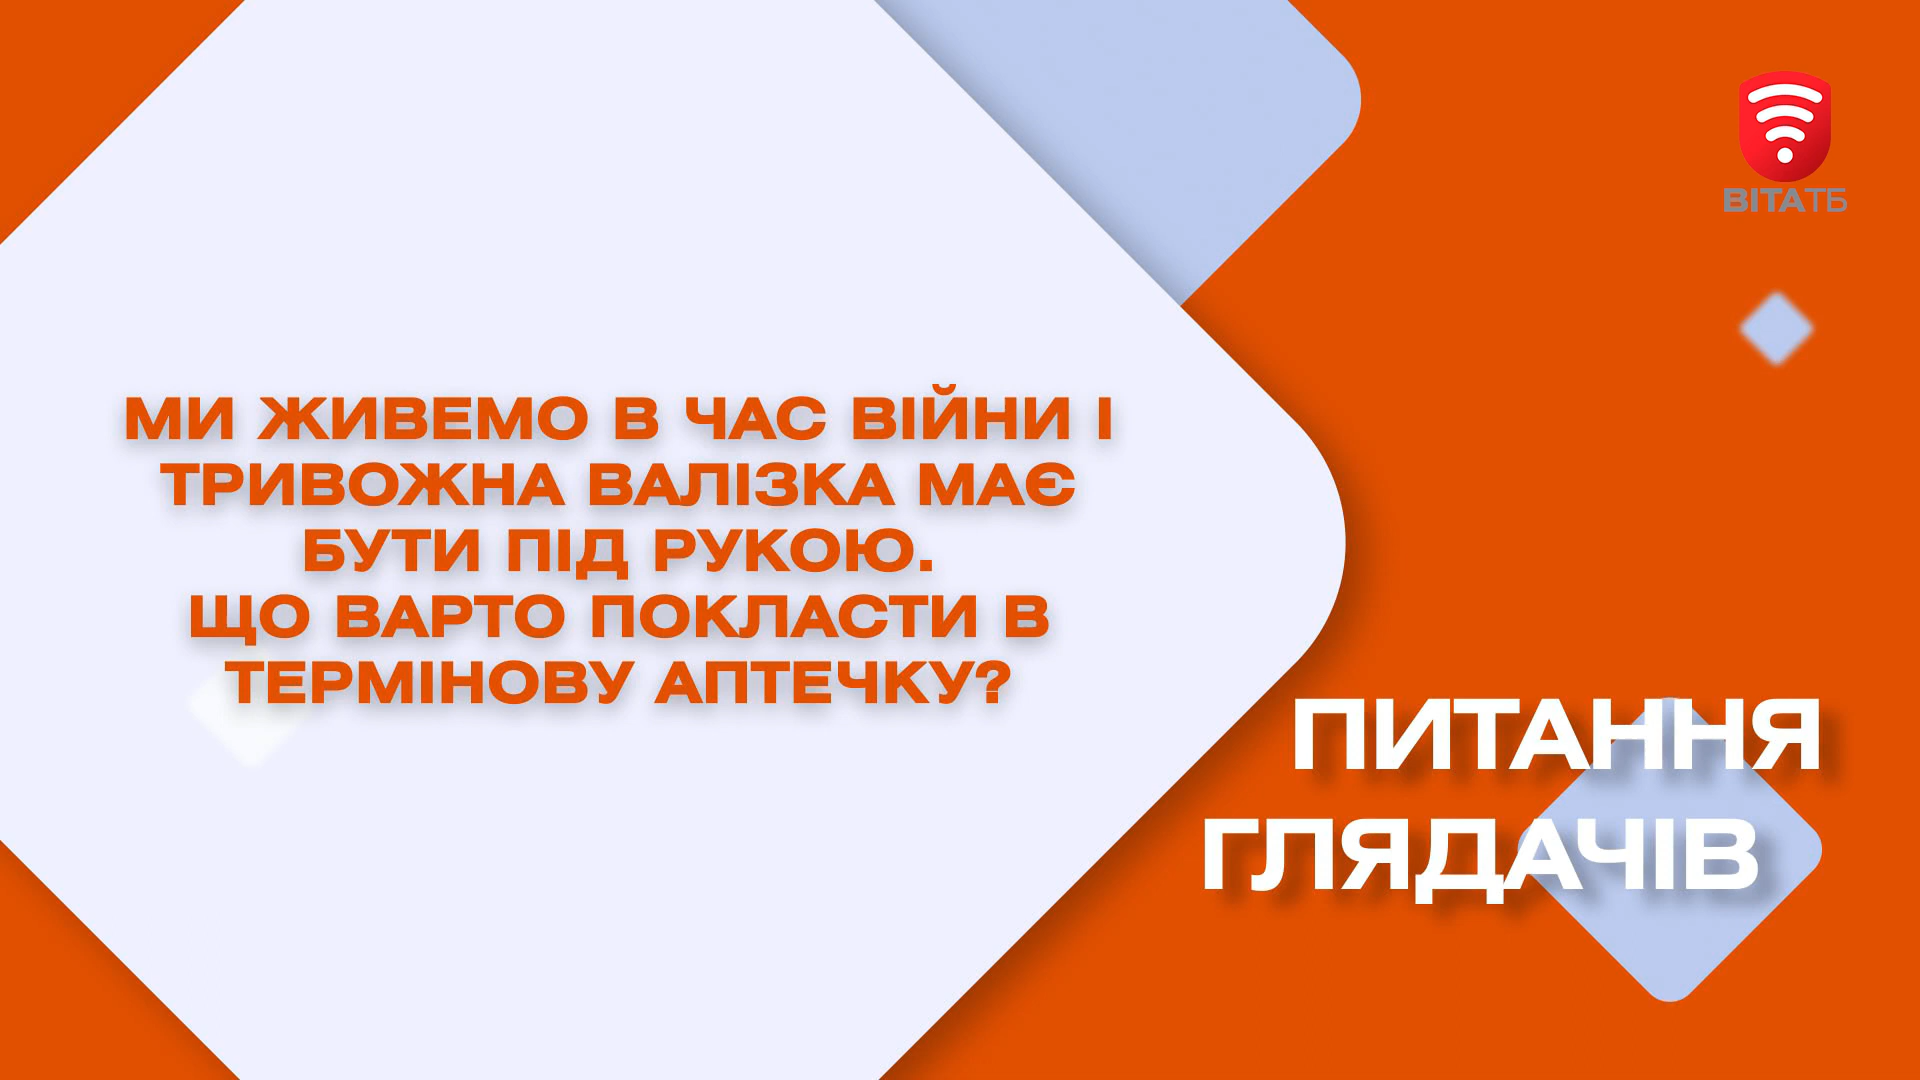 ВІТАТБ
МИ ЖИВЕМО В ЧАС ВІЙНИ І
ТРИВОЖНА ВАЛІЗКА МАЄ
БУТИ ПІД РУКОЮ.
ЩО ВАРТО ПОКЛАСТИ В
ТЕРМІНОВУ АПТЕЧКУ?
ПИТАННЯ
ГЛЯДАЧІВ